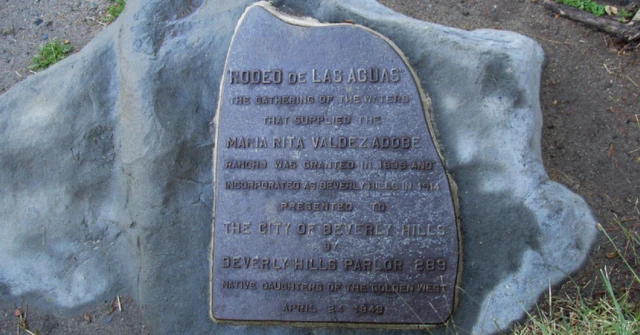 'RODEO DE LAS AGUAS'
THE GATHERING OF THE WATERS
THAT SUPPLIED THE
MARIA RITA VALDEZ ADOBE
RANCHO WAS GRANTED IN 1838 AND
INCORPORATED AS BEVERLY HILLS IN 1914
PRESENTED TO
THE CITY OF BEVERLY HILLS
BY
BEVERLY HILLS PARLOR 289
NATIVE DAUGHTERS OF THE GOLDEN WEST
APRIL 24 1949